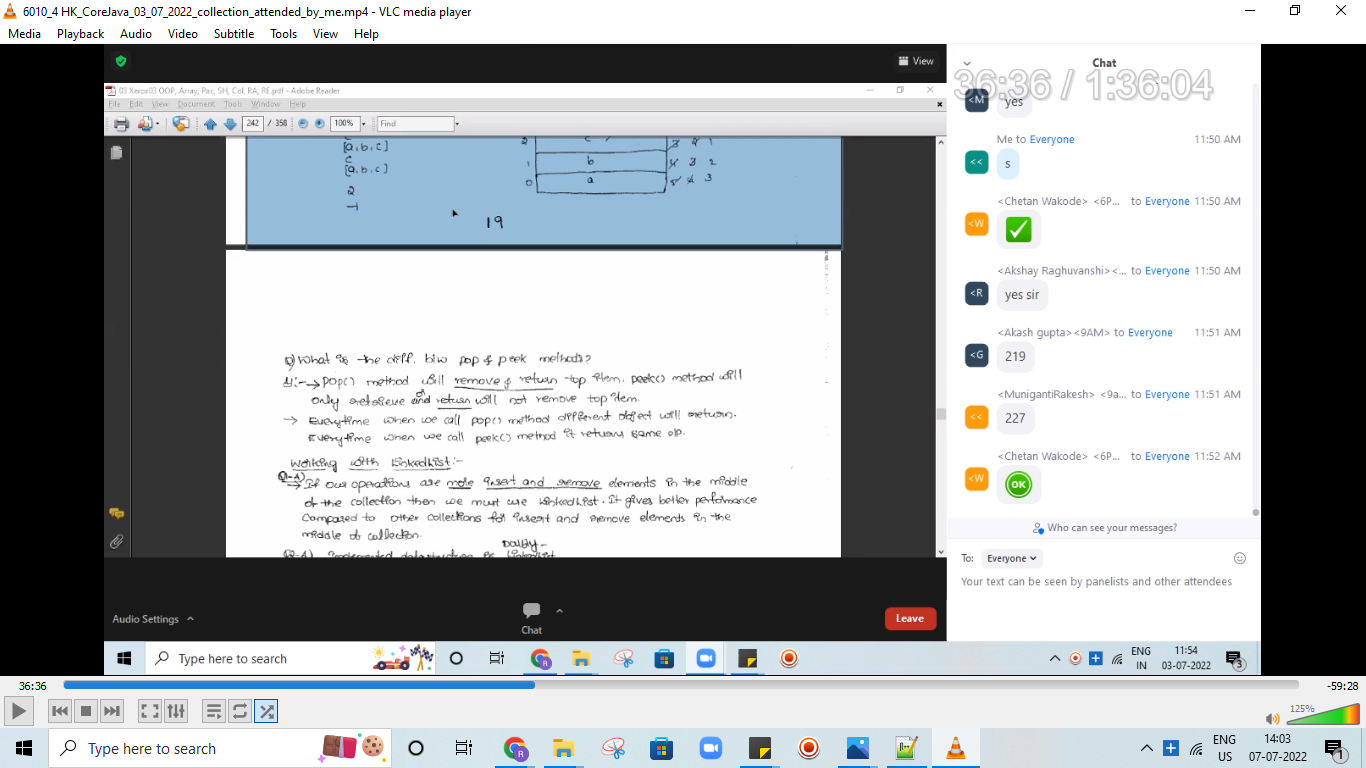 6010_4 HK_CoreJava_03_07_2022_collection_attended_by_me.mp4 - VLC media player
Media Playback Audio Video Subtitle Tools View Help
View
36:36 / 1:36:04
03 Xerox03 OOP, Array, Pac, SH, Col, RA, RE.pdf - Adobe Reader
File Edit View Document Tools Window Help
242 / 358 100% Find
[a,b,c]
c
[a,b,c]
2
-1
2 c 3 4 1
1 b 4 3 2
0 a 5 4 3
19
Q) What is the diff. b/w pop & peek methods?
A:- → pop() method will remove & return top item. peek() method will
only retrieve and return will not remove top item.
→ Everytime when we call pop() method different object will return.
Everytime when we call peek() method it returns same o/p.
Working with LinkedList:-
Q1-A)
→ If our operations are more insert and remove elements in the middle
of the collection then we must use LinkedList. It gives better performance
Compared to other collections for insert and remove elements in the
middle of collection.
Doubly-
Chat
<M yes
Me to Everyone 11:50 AM
<< s
<Chetan Wakode> <6P... to Everyone 11:50 AM
<W
<Akshay Raghuvanshi><... to Everyone 11:50 AM
<R yes sir
<Akash gupta><9AM> to Everyone 11:51 AM
<G 219
<MunigantiRakesh> <9a... to Everyone 11:51 AM
<< 227
<Chetan Wakode> <6P... to Everyone 11:52 AM
<W OK
Who can see your messages?
To: Everyone
Your text can be seen by panelists and other attendees
Audio Settings
Chat
Leave
Type here to search
ENG
IN
11:54
03-07-2022
3
36:36
-59:28
125%
Type here to search
ENG
US
14:03
07-07-2022
1